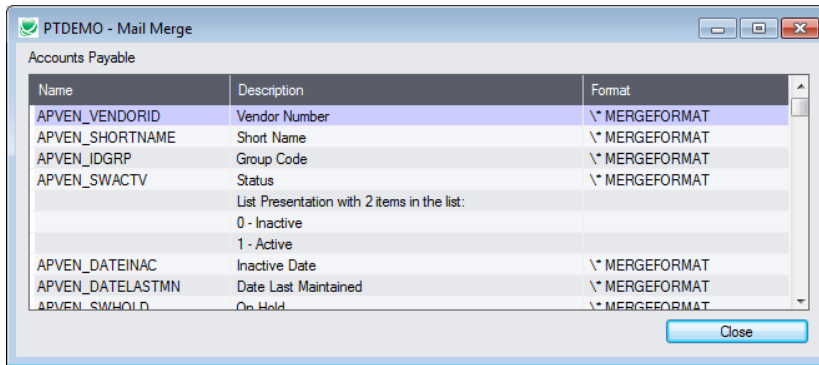 PTDEMO - Mail Merge
Accounts Payable
Name Description Format
APVEN_VENDORID Vendor Number \* MERGEFORMAT
APVEN_SHORTNAME Short Name \* MERGEFORMAT
APVEN_IDGRP Group Code \* MERGEFORMAT
APVEN_SWACTV Status \* MERGEFORMAT
List Presentation with 2 items in the list:
0 - Inactive
1 - Active
APVEN_DATEINAC Inactive Date \* MERGEFORMAT
APVEN_DATELASTMN Date Last Maintained \* MERGEFORMAT
APVEN_SWHOLD On Hold \* MERGEFORMAT
Close